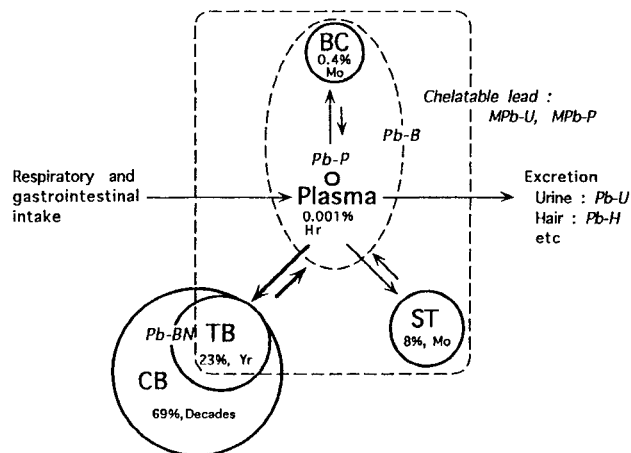 BC
0.4%
Mo
Chelatable lead :
MPb-U, MPb-P
Pb-B
Pb-P
Respiratory and
gastrointestinal
intake
Plasma
0.001%
Hr
Excretion
Urine : Pb-U
Hair : Pb-H
etc
Pb-BN
TB
23%, Yr
ST
8%, Mo
CB
69%, Decades